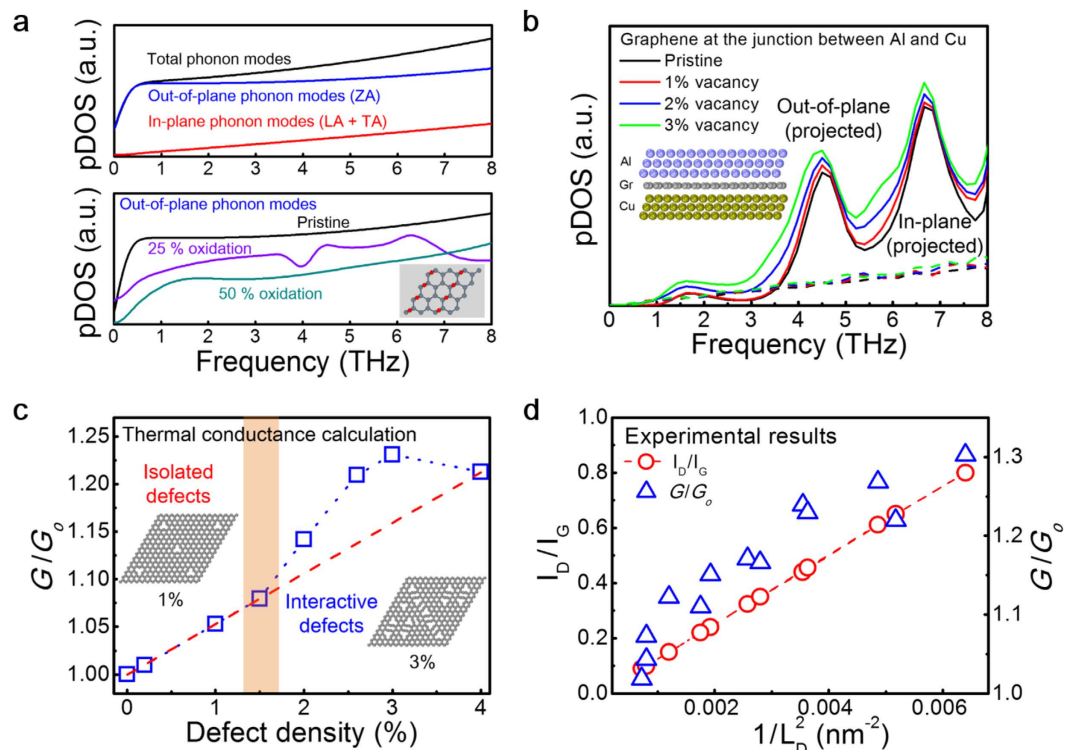 a
pDOS (a.u.)
Total phonon modes
Out-of-plane phonon modes (ZA)
In-plane phonon modes (LA + TA)
0 1 2 3 4 5 6 7 8
pDOS (a.u.)
Out-of-plane phonon modes
Pristine
25 % oxidation
50 % oxidation
0 1 2 3 4 5 6 7 8
Frequency (THz)
b
pDOS (a.u.)
Graphene at the junction between Al and Cu
Pristine
1% vacancy
2% vacancy
3% vacancy
Out-of-plane
(projected)
Al
Gr
Cu
In-plane
(projected)
0 1 2 3 4 5 6 7 8
Frequency (THz)
c
G/Go
1.25
1.20
1.15
1.10
1.05
1.00
Thermal conductance calculation
Isolated
defects
1%
Interactive
defects
3%
0 1 2 3 4
Defect density (%)
d
ID/IG
1.0
0.8
0.6
0.4
0.2
0.0
Experimental results
ID/IG
G/Go
1.3
1.2
1.1
1.0
G/Go
0.002 0.004 0.006
1/LD² (nm⁻²)